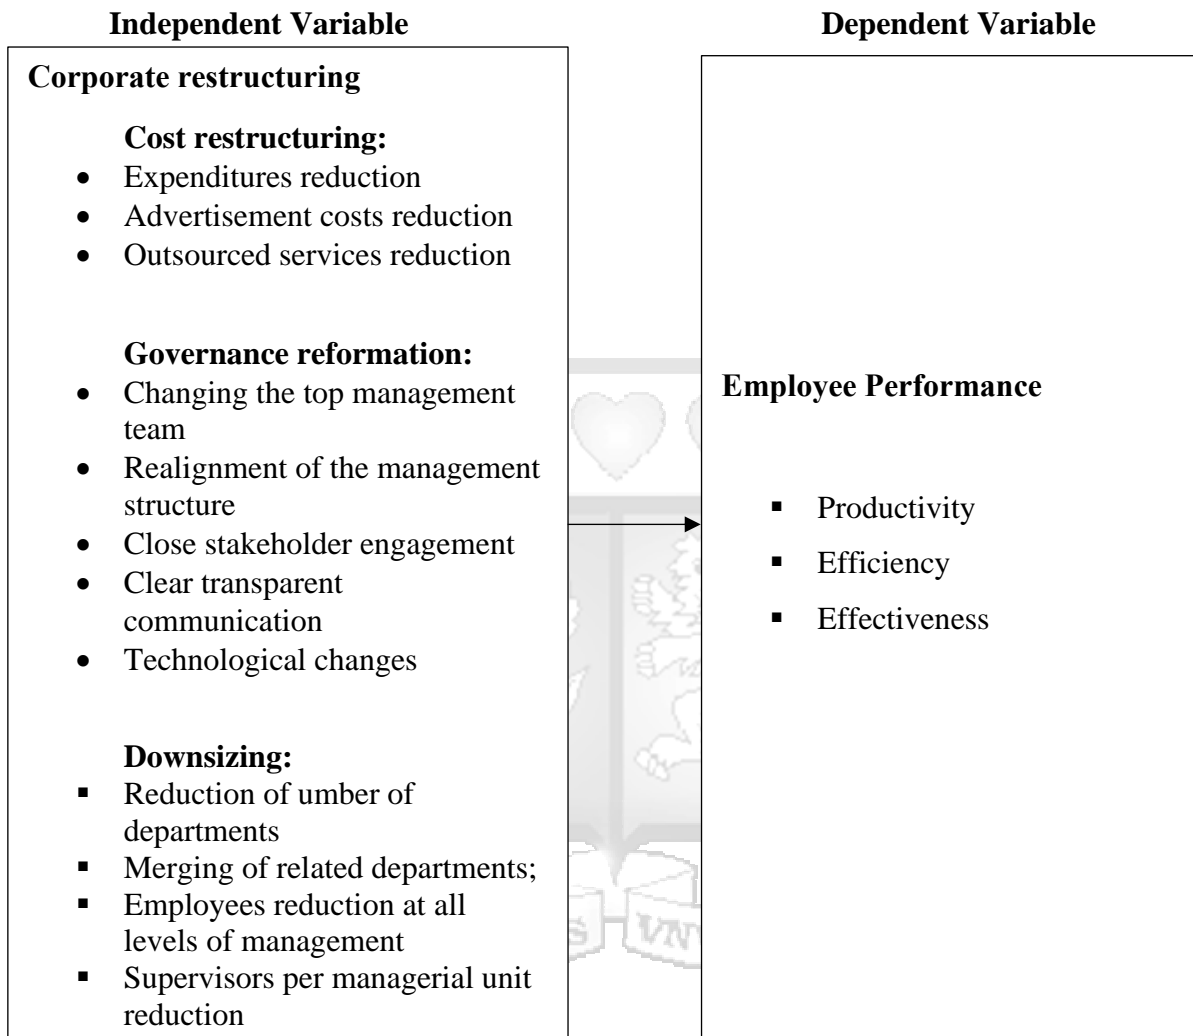 Independent Variable
Dependent Variable
Corporate restructuring
Cost restructuring:
• Expenditures reduction
• Advertisement costs reduction
• Outsourced services reduction
Governance reformation:
• Changing the top management
team
• Realignment of the management
structure
• Close stakeholder engagement
• Clear transparent
communication
• Technological changes
Downsizing:
▪ Reduction of umber of
departments
▪ Merging of related departments;
▪ Employees reduction at all
levels of management
▪ Supervisors per managerial unit
reduction
Employee Performance
▪ Productivity
▪ Efficiency
▪ Effectiveness